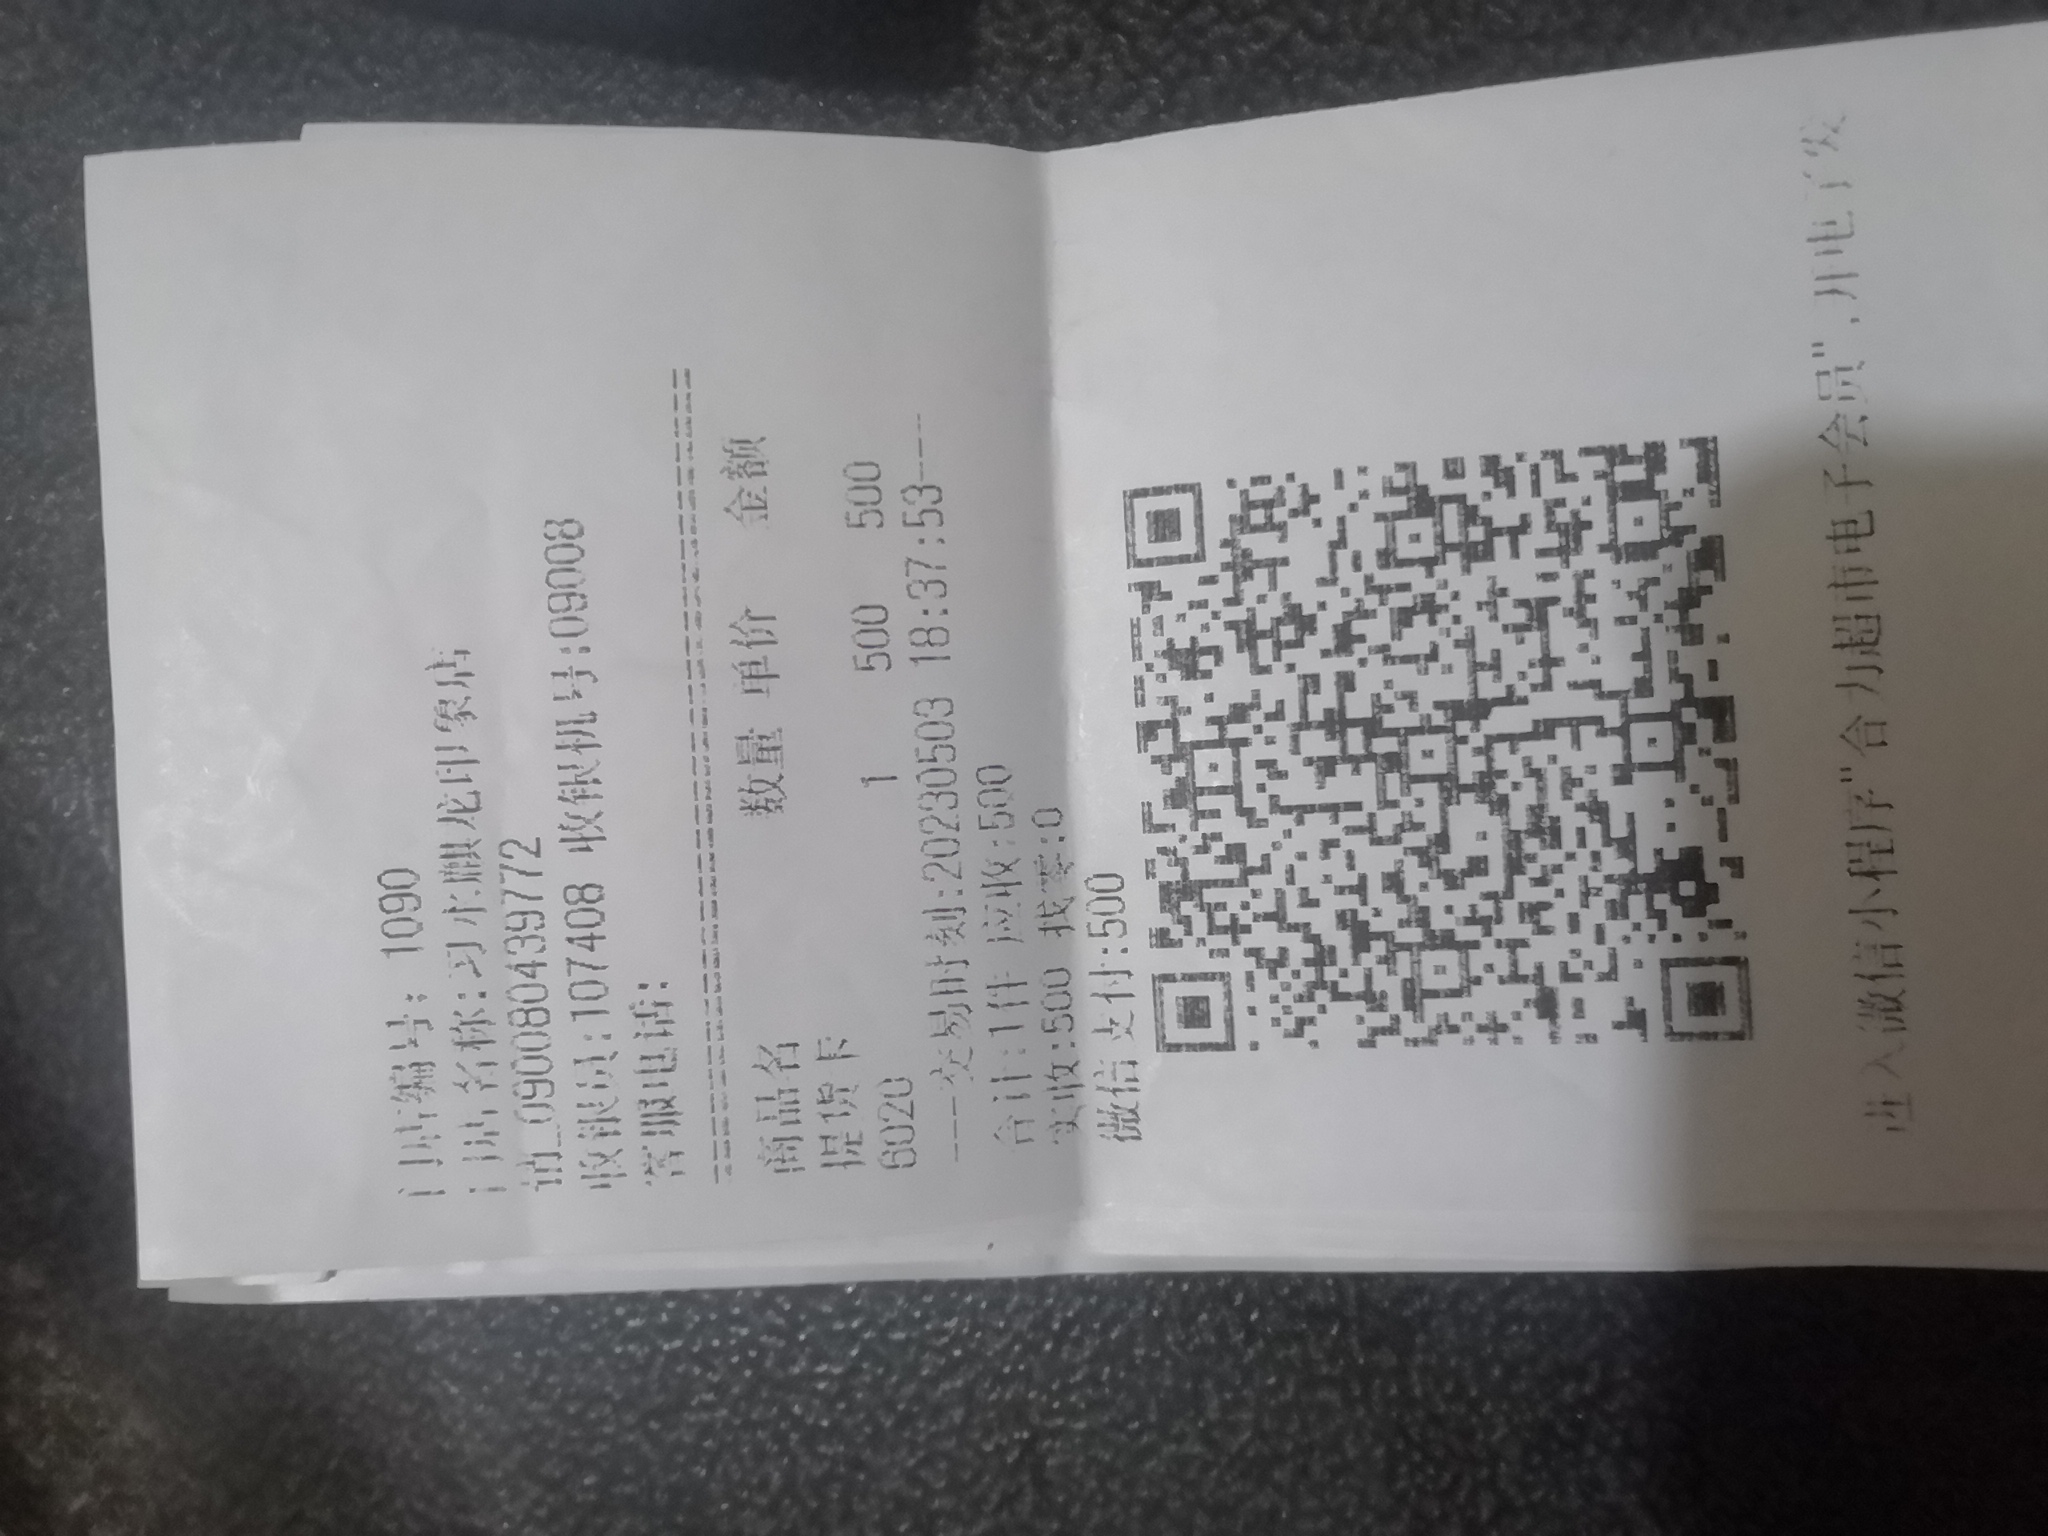 门店编号: 1090
门店名称:习水麒龙印象店
销_090080439772
收银员:107408 收银机号:09008
客服电话:
商品名 数量 单价 金额
提货卡
6020 1 500 500
---交易时刻:20230503 18:37:53---
合计:1件 应收:500
实收:500 找零:0
微信支付:500
进入微信小程序"合力超市电子会员",开电子发